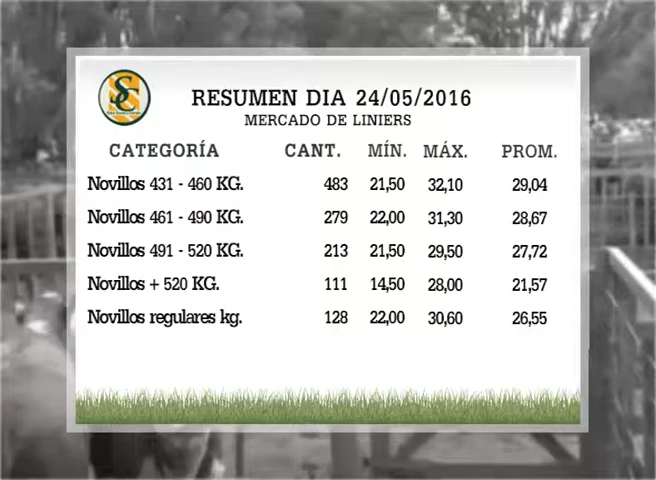 SC
RESUMEN DIA 24/05/2016
MERCADO DE LINIERS
CATEGORÍA CANT. MÍN. MÁX. PROM.
Novillos 431 - 460 KG. 483 21,50 32,10 29,04
Novillos 461 - 490 KG. 279 22,00 31,30 28,67
Novillos 491 - 520 KG. 213 21,50 29,50 27,72
Novillos + 520 KG. 111 14,50 28,00 21,57
Novillos regulares kg. 128 22,00 30,60 26,55